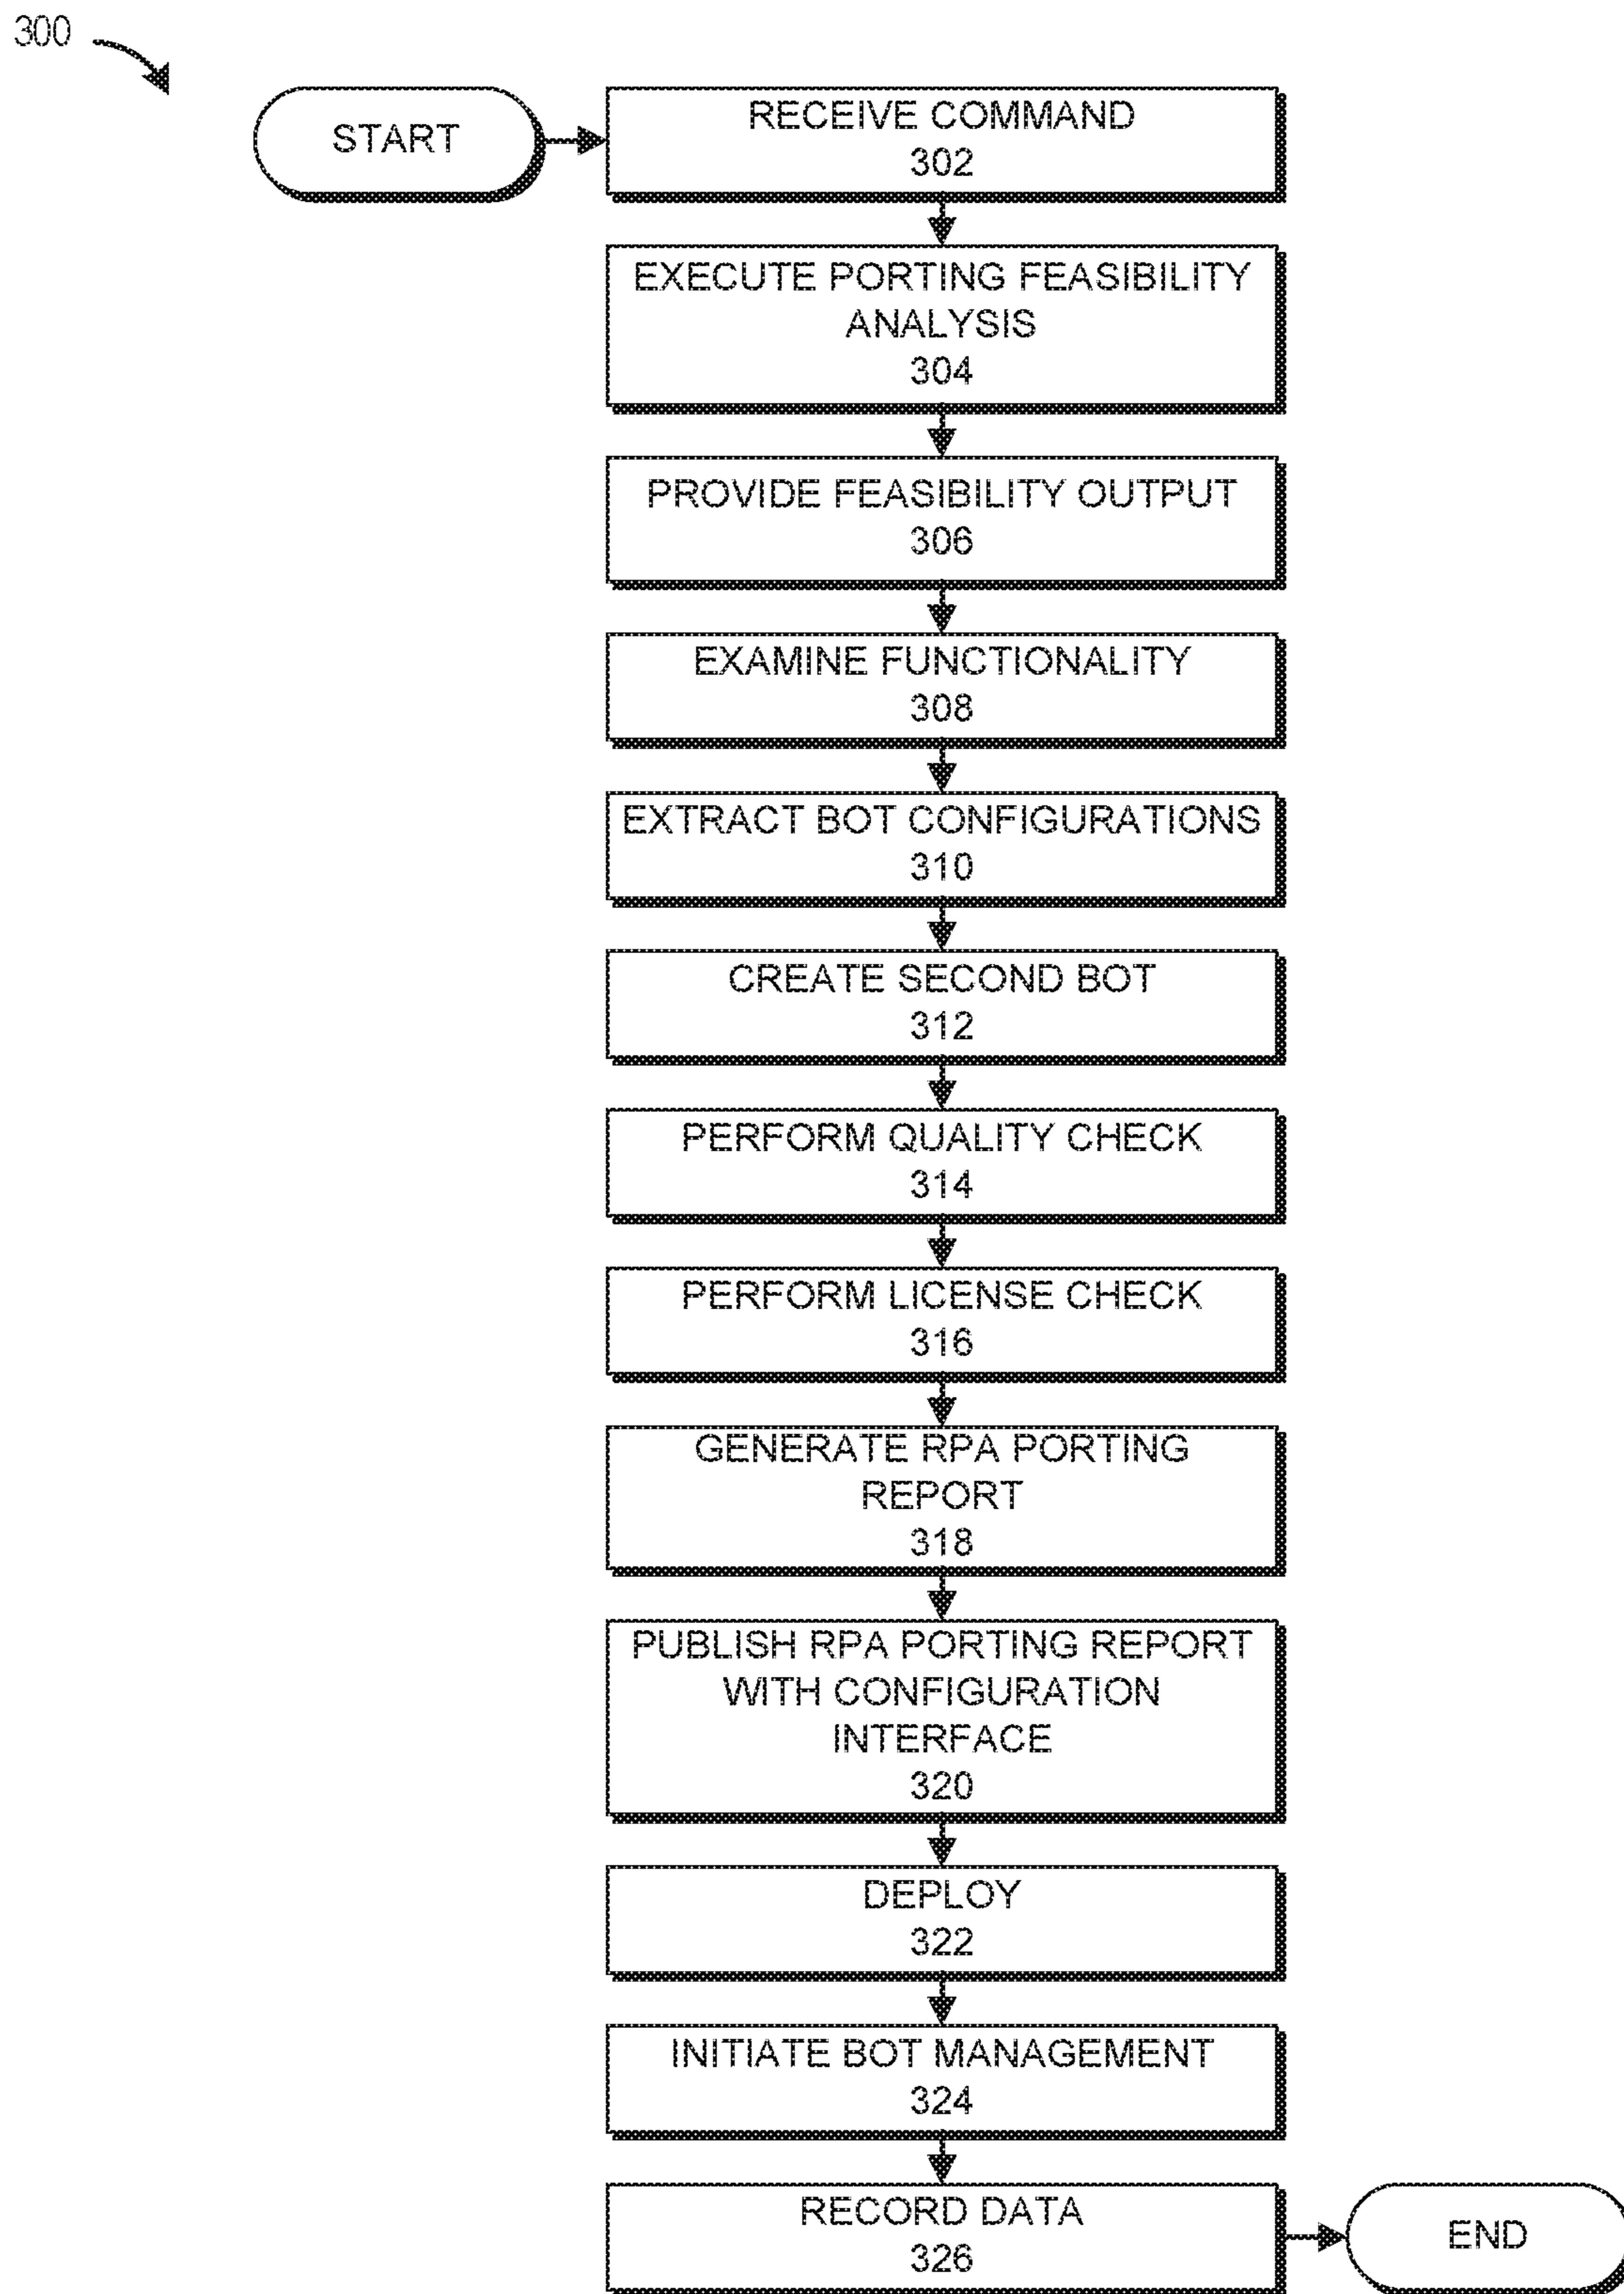 300
START
RECEIVE COMMAND
302
EXECUTE PORTING FEASIBILITY
ANALYSIS
304
PROVIDE FEASIBILITY OUTPUT
306
EXAMINE FUNCTIONALITY
308
EXTRACT BOT CONFIGURATIONS
310
CREATE SECOND BOT
312
PERFORM QUALITY CHECK
314
PERFORM LICENSE CHECK
316
GENERATE RPA PORTING
REPORT
318
PUBLISH RPA PORTING REPORT
WITH CONFIGURATION
INTERFACE
320
DEPLOY
322
INITIATE BOT MANAGEMENT
324
RECORD DATA
326
END